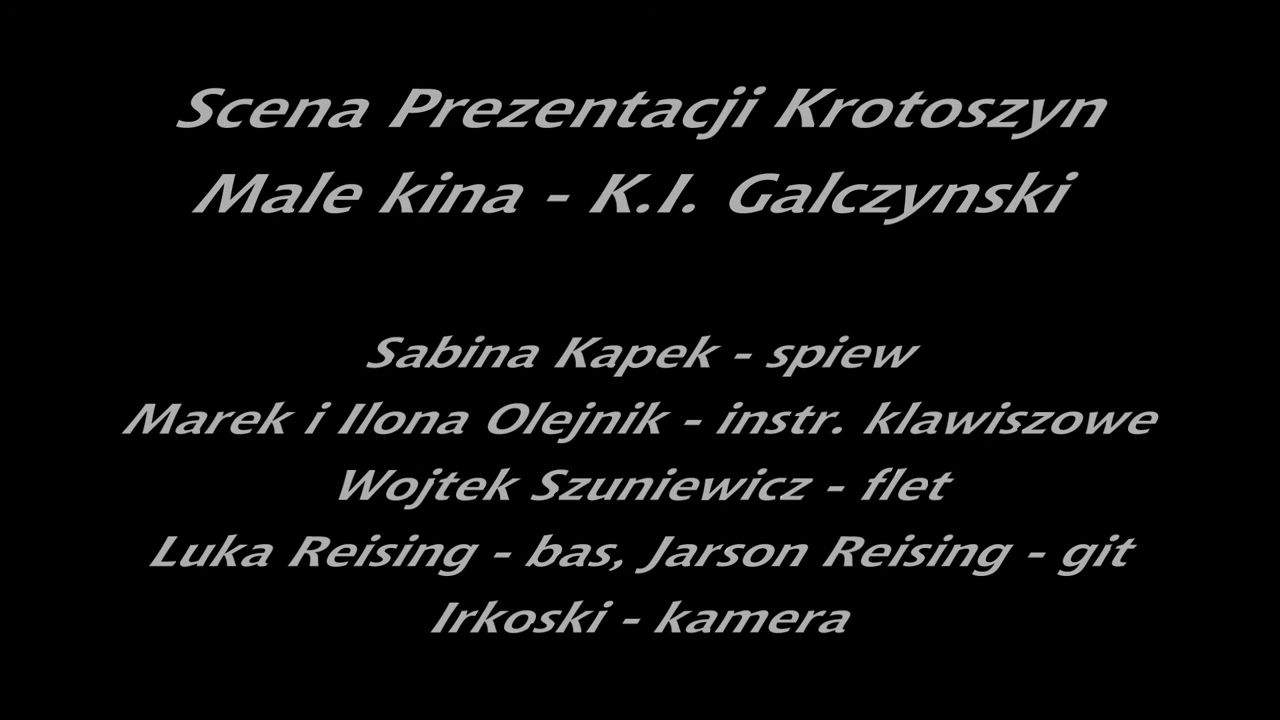 Scena Prezentacji Krotoszyn
Male kina - K.I. Galczynski
Sabina Kapek - spiew
Marek i Ilona Olejnik - instr. klawiszowe
Wojtek Szuniewicz - flet
Luka Reising - bas, Jarson Reising - git
Irkoski - kamera